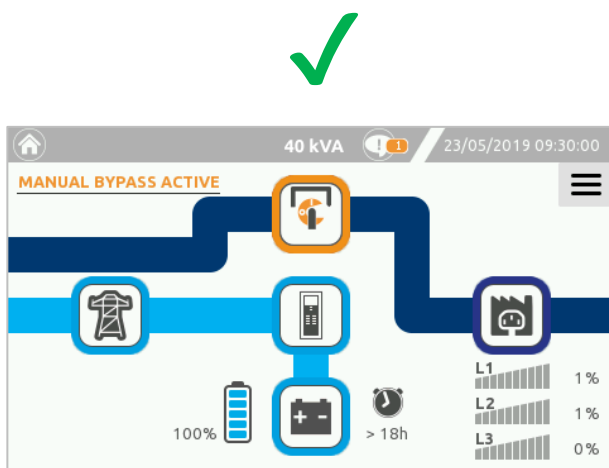 40 kVA
1
23/05/2019 09:30:00
MANUAL BYPASS ACTIVE
L1
1%
L2
1%
100%
> 18h
L3
0%